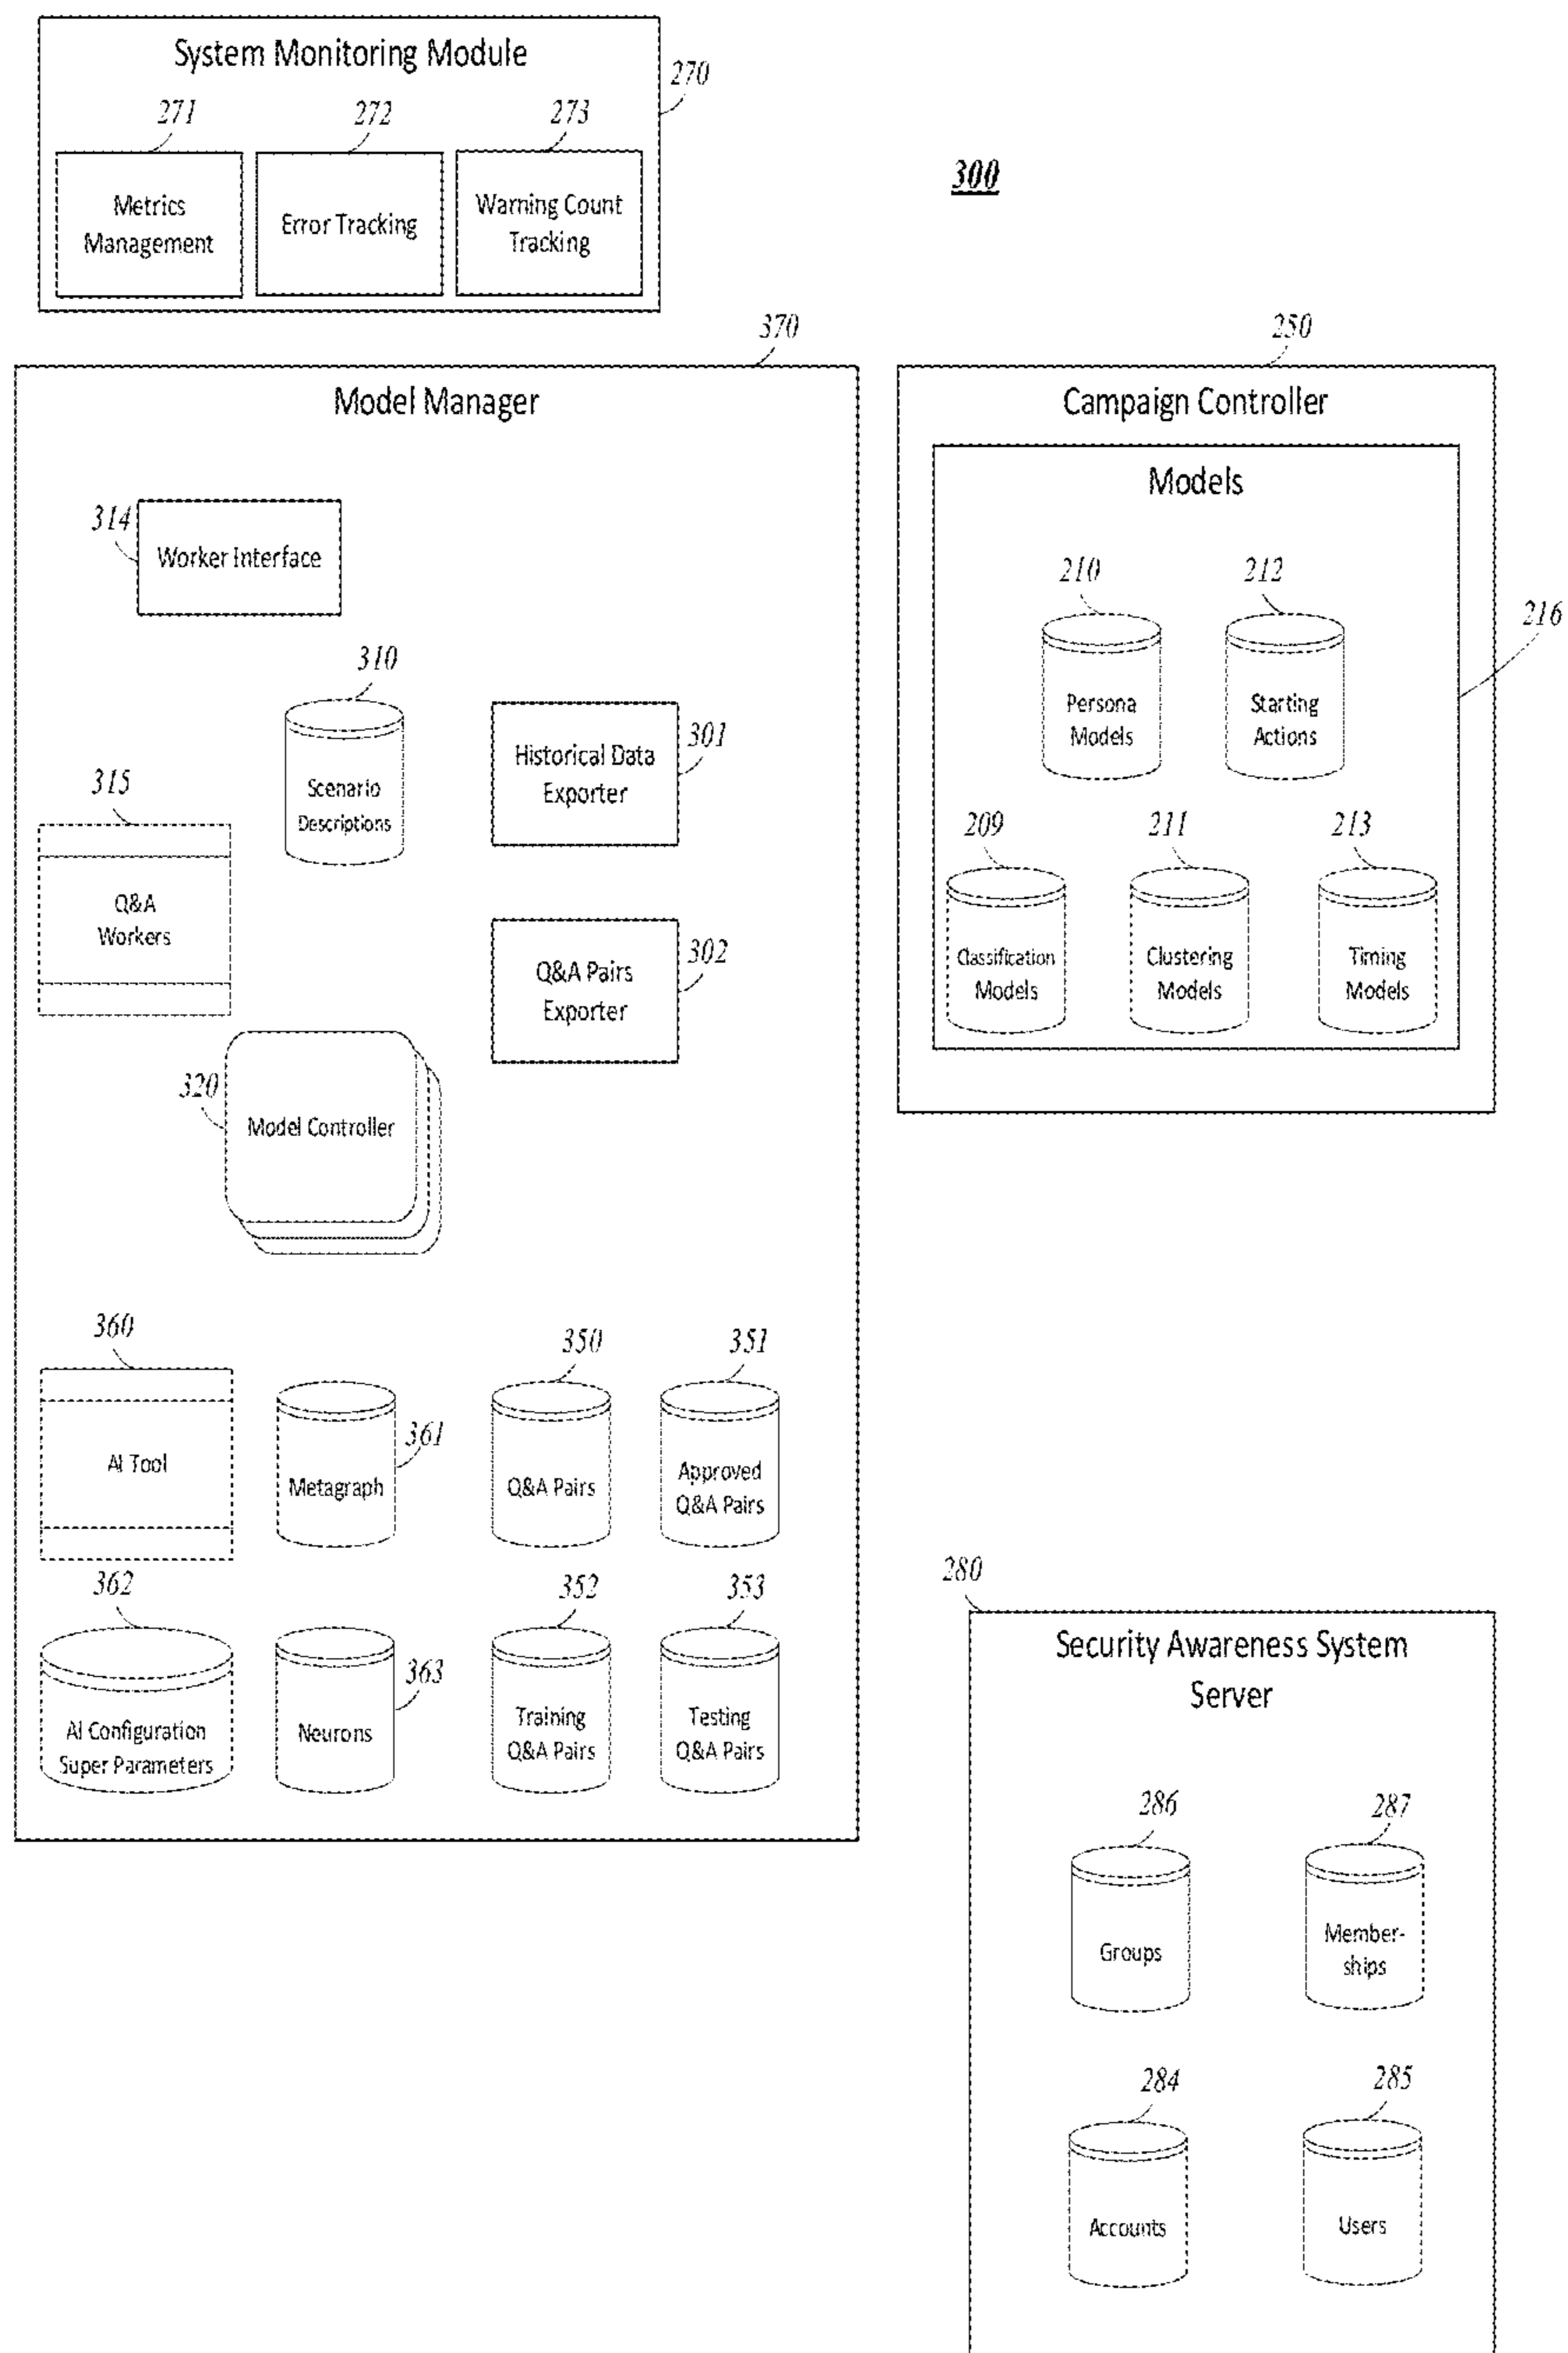 System Monitoring Module
270
271
272
273
Metrics
Management
Error Tracking
Warning Count
Tracking
300
370
Model Manager
314
Worker Interface
310
Scenario
Descriptions
Historical Data
Exporter
301
315
Q&A
Workers
Q&A Pairs
Exporter
302
320
Model Controller
360
AI Tool
Metagraph
361
350
Q&A Pairs
351
Approved
Q&A Pairs
362
AI Configuration
Super Parameters
Neurons
363
352
Training
Q&A Pairs
353
Testing
Q&A Pairs
250
Campaign Controller
Models
216
210
Persona
Models
212
Starting
Actions
209
Classification
Models
211
Clustering
Models
213
Timing
Models
280
Security Awareness System
Server
286
Groups
287
Member-
ships
284
Accounts
285
Users